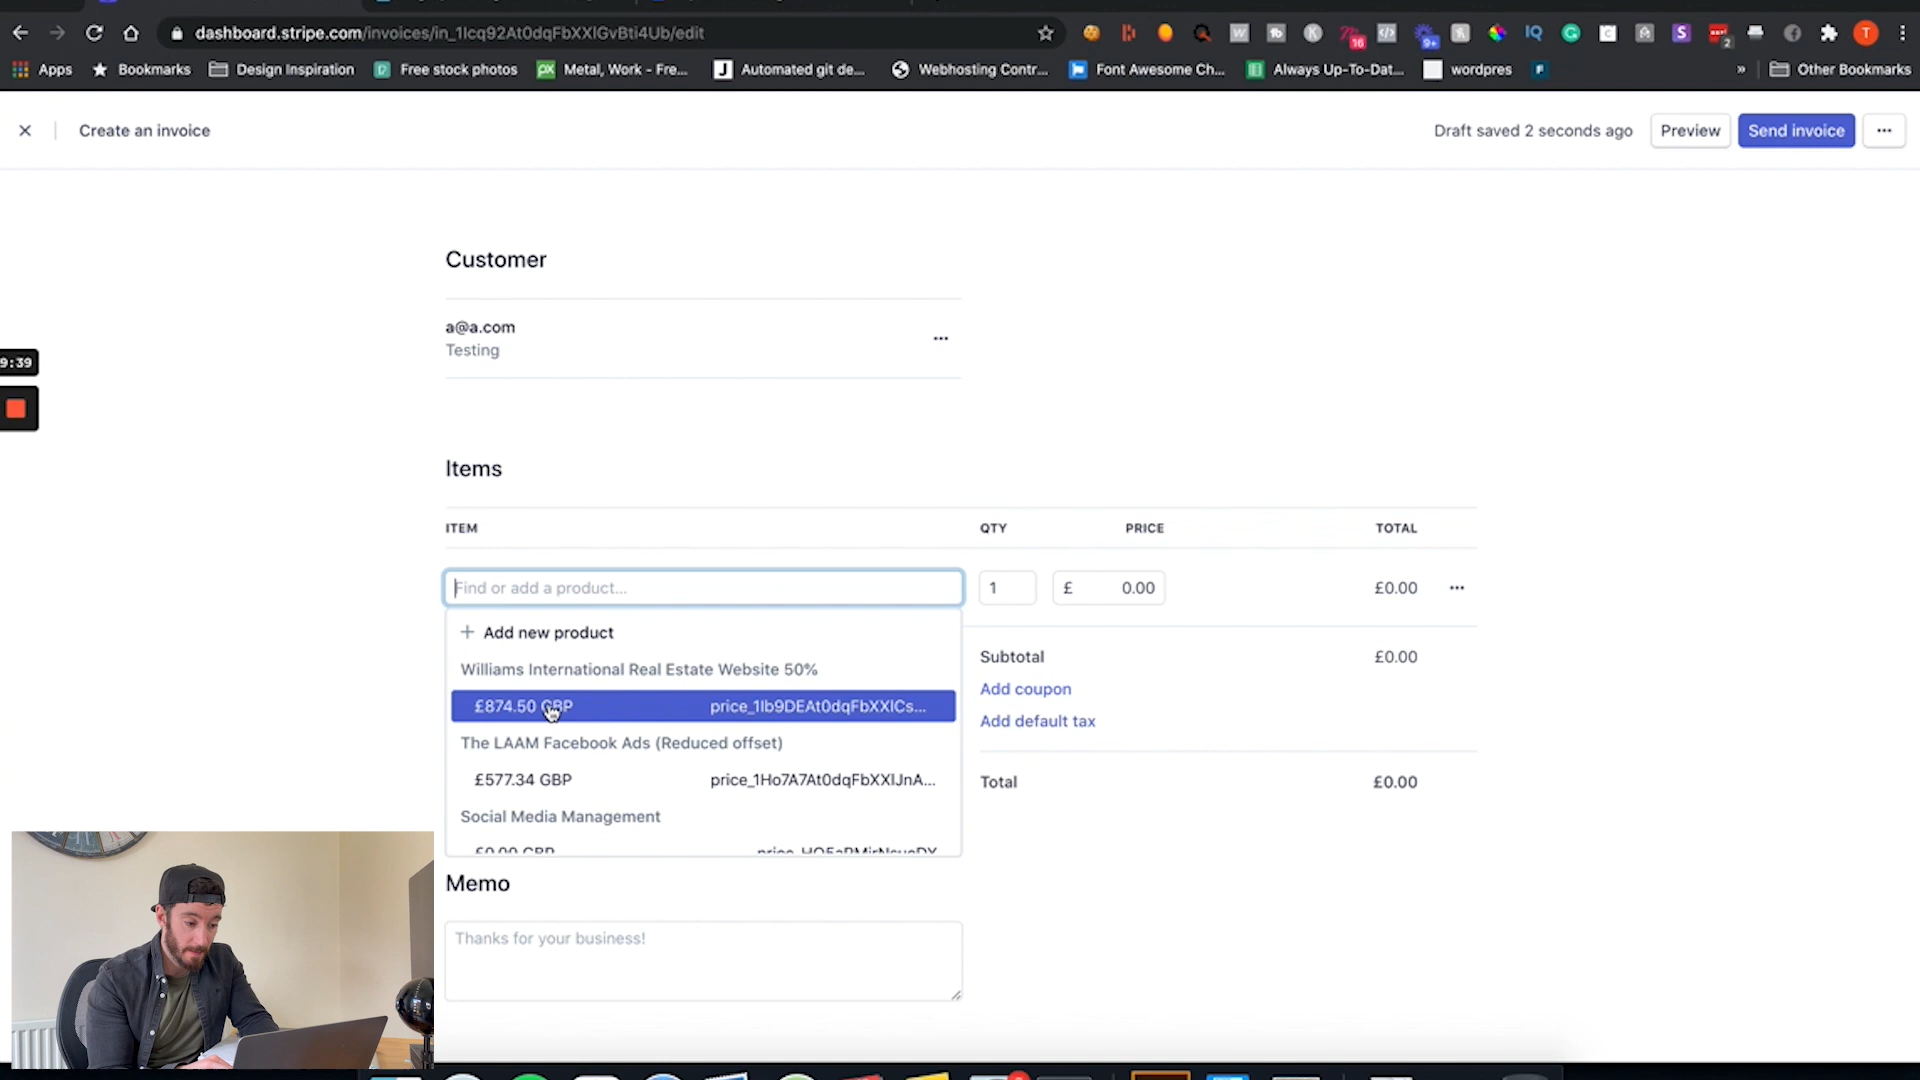 dashboard.stripe.com/invoices/in_1Icq92At0dqFbXXIGvBti4Ub/edit
Apps Bookmarks Design Inspiration Free stock photos Metal, Work - Fre... Automated git de... Webhosting Contr... Font Awesome Ch... Always Up-To-Dat... wordpres » Other Bookmarks
Create an invoice Draft saved 2 seconds ago Preview Send invoice ...
Customer
a@a.com
Testing
9:39
Items
ITEM QTY PRICE TOTAL
Find or add a product... 1 £ 0.00 £0.00
+ Add new product
Williams International Real Estate Website 50% Subtotal £0.00
Add coupon
£874.50 GBP price_1Ib9DEAt0dqFbXXICs...
Add default tax
The LAAM Facebook Ads (Reduced offset)
£577.34 GBP price_1Ho7A7At0dqFbXXIJnA... Total £0.00
Social Media Management
£0.00 GBP
Memo
Thanks for your business!